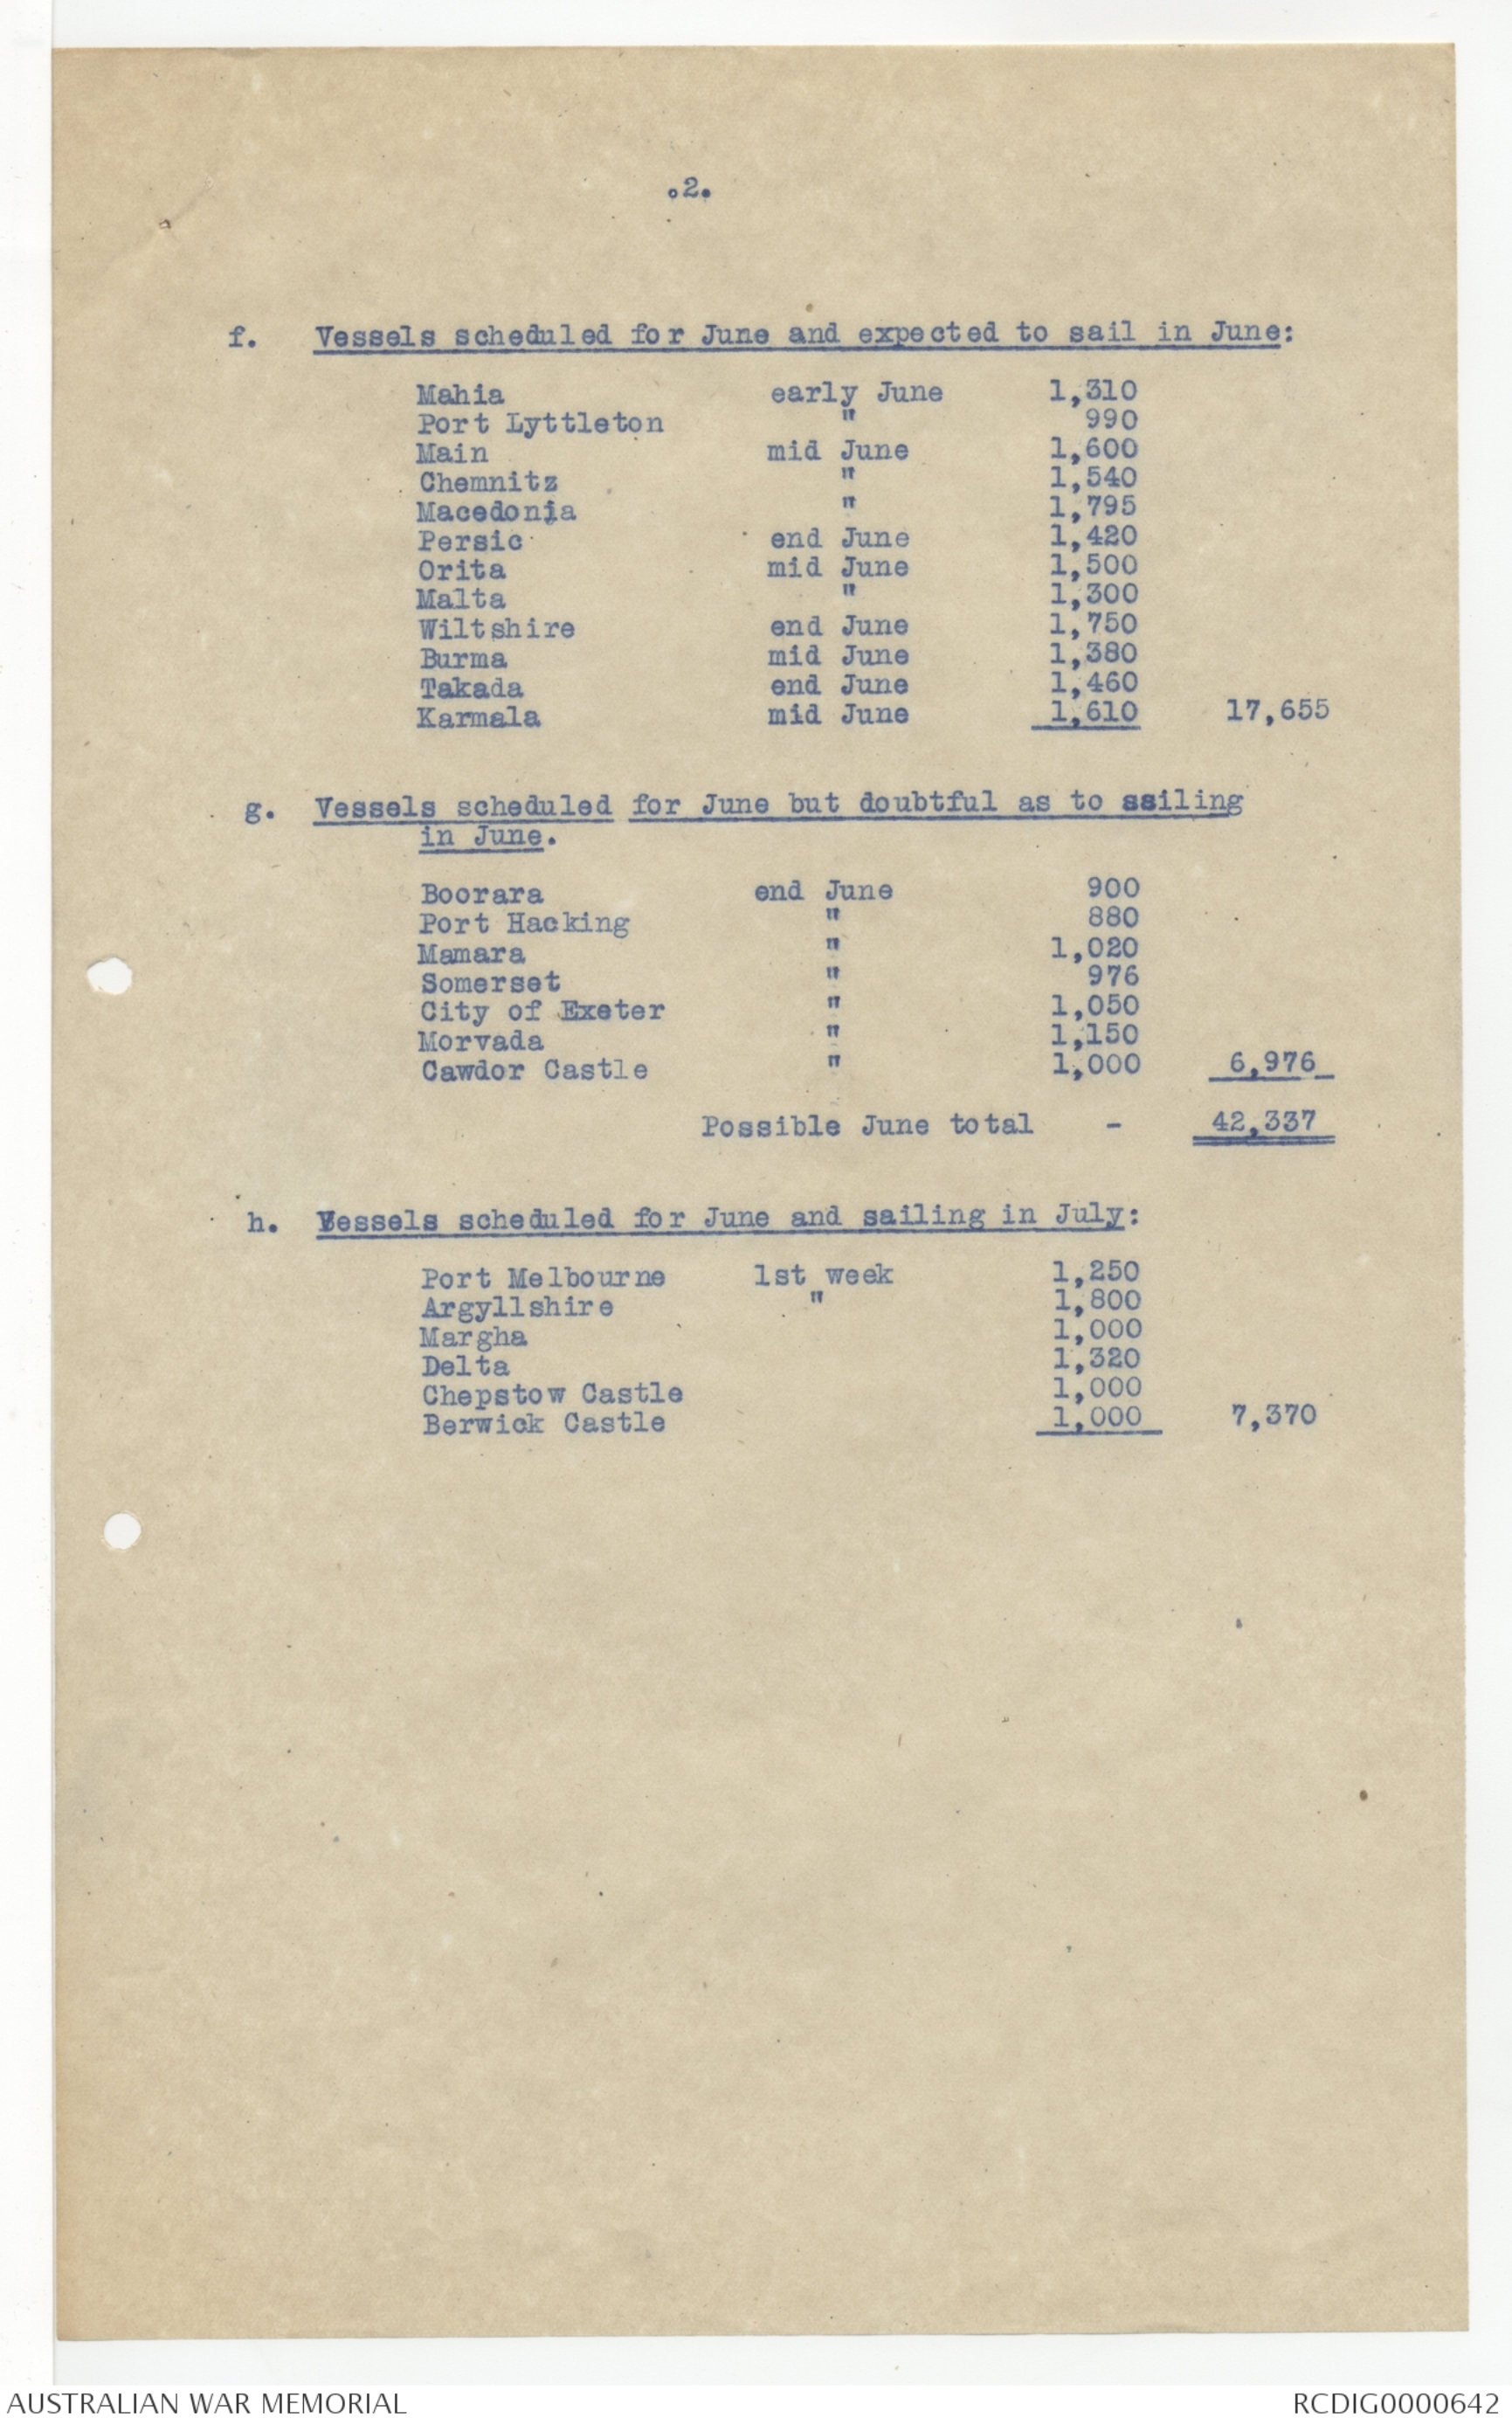 .2.
f. Vessels scheduled for June and expected to sail in June:
Mahia early June 1,310
Port Lyttleton " 990
Main mid June 1,600
Chemnitz " 1,540
Macedonia " 1,795
Persic end June 1,420
Orita mid June 1,500
Malta " 1,300
Wiltshire end June 1,750
Burma mid June 1,380
Takada end June 1,460
Karmala mid June 1,610 17,655
g. Vessels scheduled for June but doubtful as to sailing
in June.
Boorara end June 900
Port Hacking " 880
Mamara " 1,020
Somerset " 976
City of Exeter " 1,050
Morvada " 1,150
Cawdor Castle " 1,000 6,976
Possible June total - 42,337
h. Vessels scheduled for June and sailing in July:
Port Melbourne 1st week 1,250
Argyllshire " 1,800
Margha 1,000
Delta 1,320
Chepstow Castle 1,000
Berwick Castle 1,000 7,370
AUSTRALIAN WAR MEMORIAL RCDIG0000642